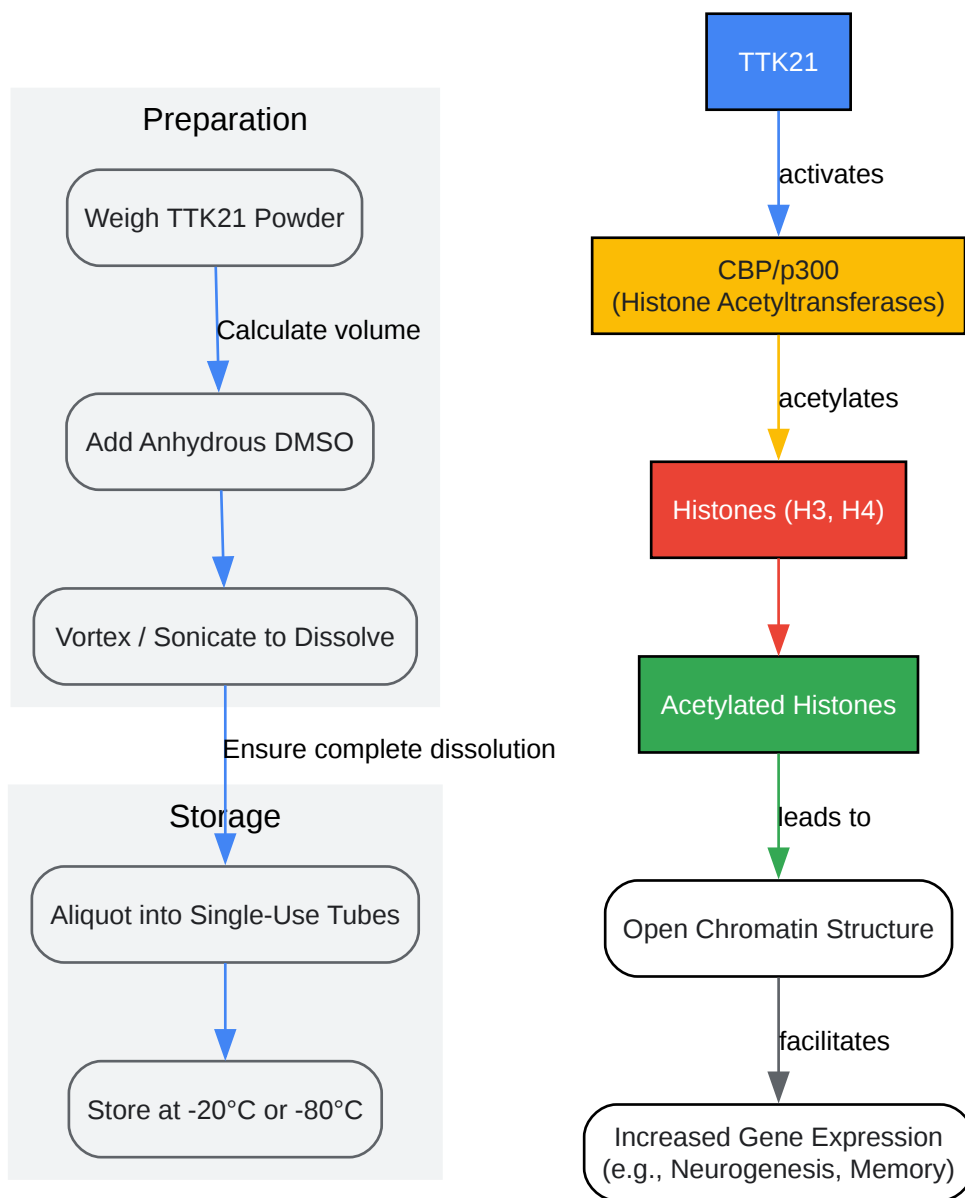 Preparation
Weigh TTK21 Powder
Calculate volume
Add Anhydrous DMSO
Vortex / Sonicate to Dissolve
Ensure complete dissolution
Storage
Aliquot into Single-Use Tubes
Store at -20°C or -80°C
TTK21
activates
CBP/p300
(Histone Acetyltransferases)
acetylates
Histones (H3, H4)
Acetylated Histones
leads to
Open Chromatin Structure
facilitates
Increased Gene Expression
(e.g., Neurogenesis, Memory)